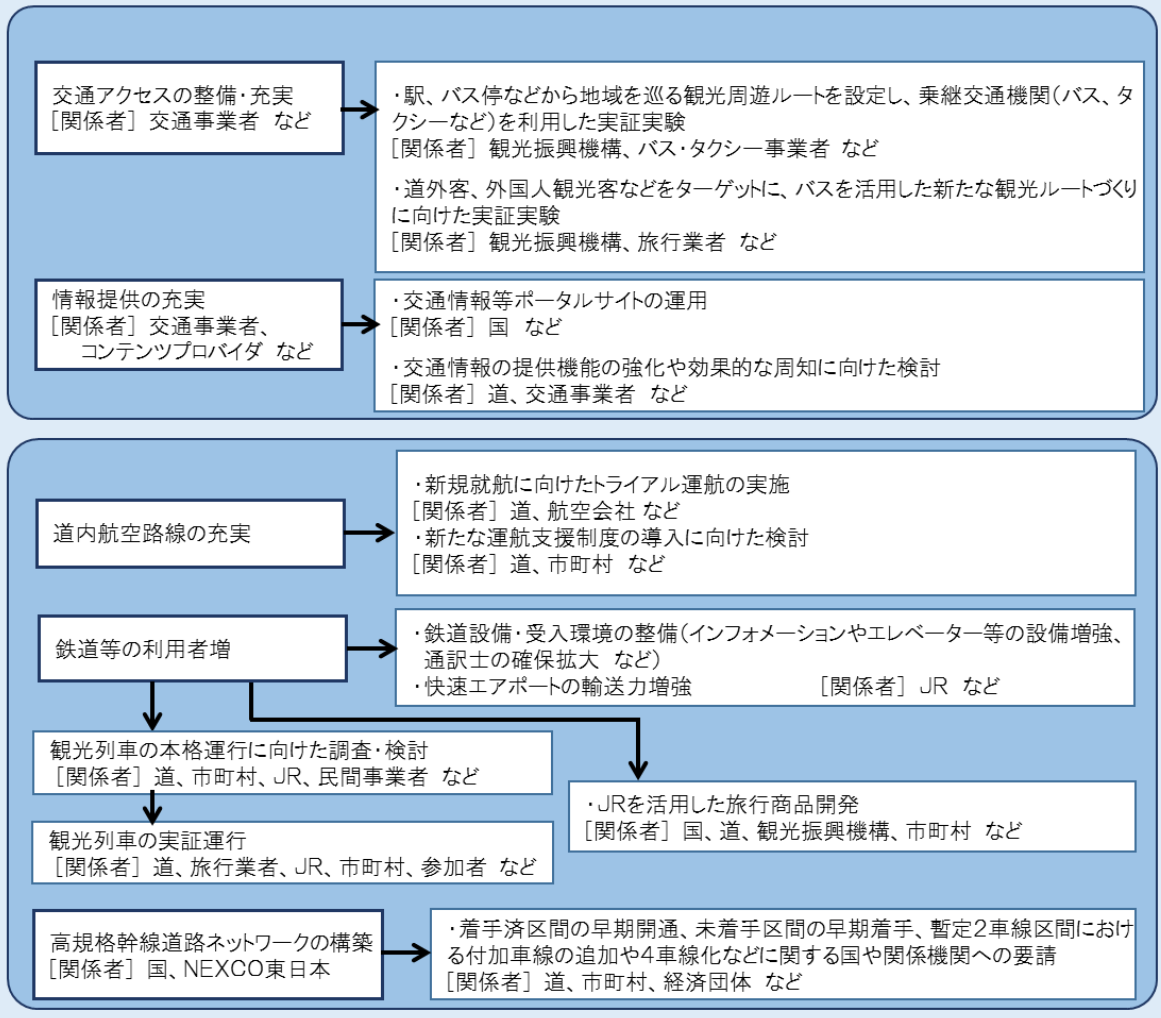 交通アクセスの整備・充実
［関係者］ 交通事業者 など
・駅、バス停などから地域を巡る観光周遊ルートを設定し、乗継交通機関（バス、タ
クシーなど）を利用した実証実験
［関係者］ 観光振興機構、バス・タクシー事業者 など
・道外客、外国人観光客などをターゲットに、バスを活用した新たな観光ルートづくり
に向けた実証実験
［関係者］ 観光振興機構、旅行業者 など
情報提供の充実
［関係者］ 交通事業者、
コンテンツプロバイダ など
・交通情報等ポータルサイトの運用
［関係者］ 国 など
・交通情報の提供機能の強化や効果的な周知に向けた検討
［関係者］ 道、交通事業者 など
道内航空路線の充実
・新規就航に向けたトライアル運航の実施
［関係者］ 道、航空会社 など
・新たな運航支援制度の導入に向けた検討
［関係者］ 道、市町村 など
鉄道等の利用者増
・鉄道設備・受入環境の整備（インフォメーションやエレベーター等の設備増強、
通訳士の確保拡大 など）
・快速エアポートの輸送力増強 ［関係者］ JR など
観光列車の本格運行に向けた調査・検討
［関係者］ 道、市町村、JR、民間事業者 など
・JRを活用した旅行商品開発
［関係者］ 国、道、観光振興機構、市町村 など
観光列車の実証運行
［関係者］ 道、旅行業者、JR、市町村、参加者 など
高規格幹線道路ネットワークの構築
［関係者］ 国、NEXCO東日本
・着手済区間の早期開通、未着手区間の早期着手、暫定２車線区間におけ
る付加車線の追加や４車線化などに関する国や関係機関への要請
［関係者］ 道、市町村、経済団体 など